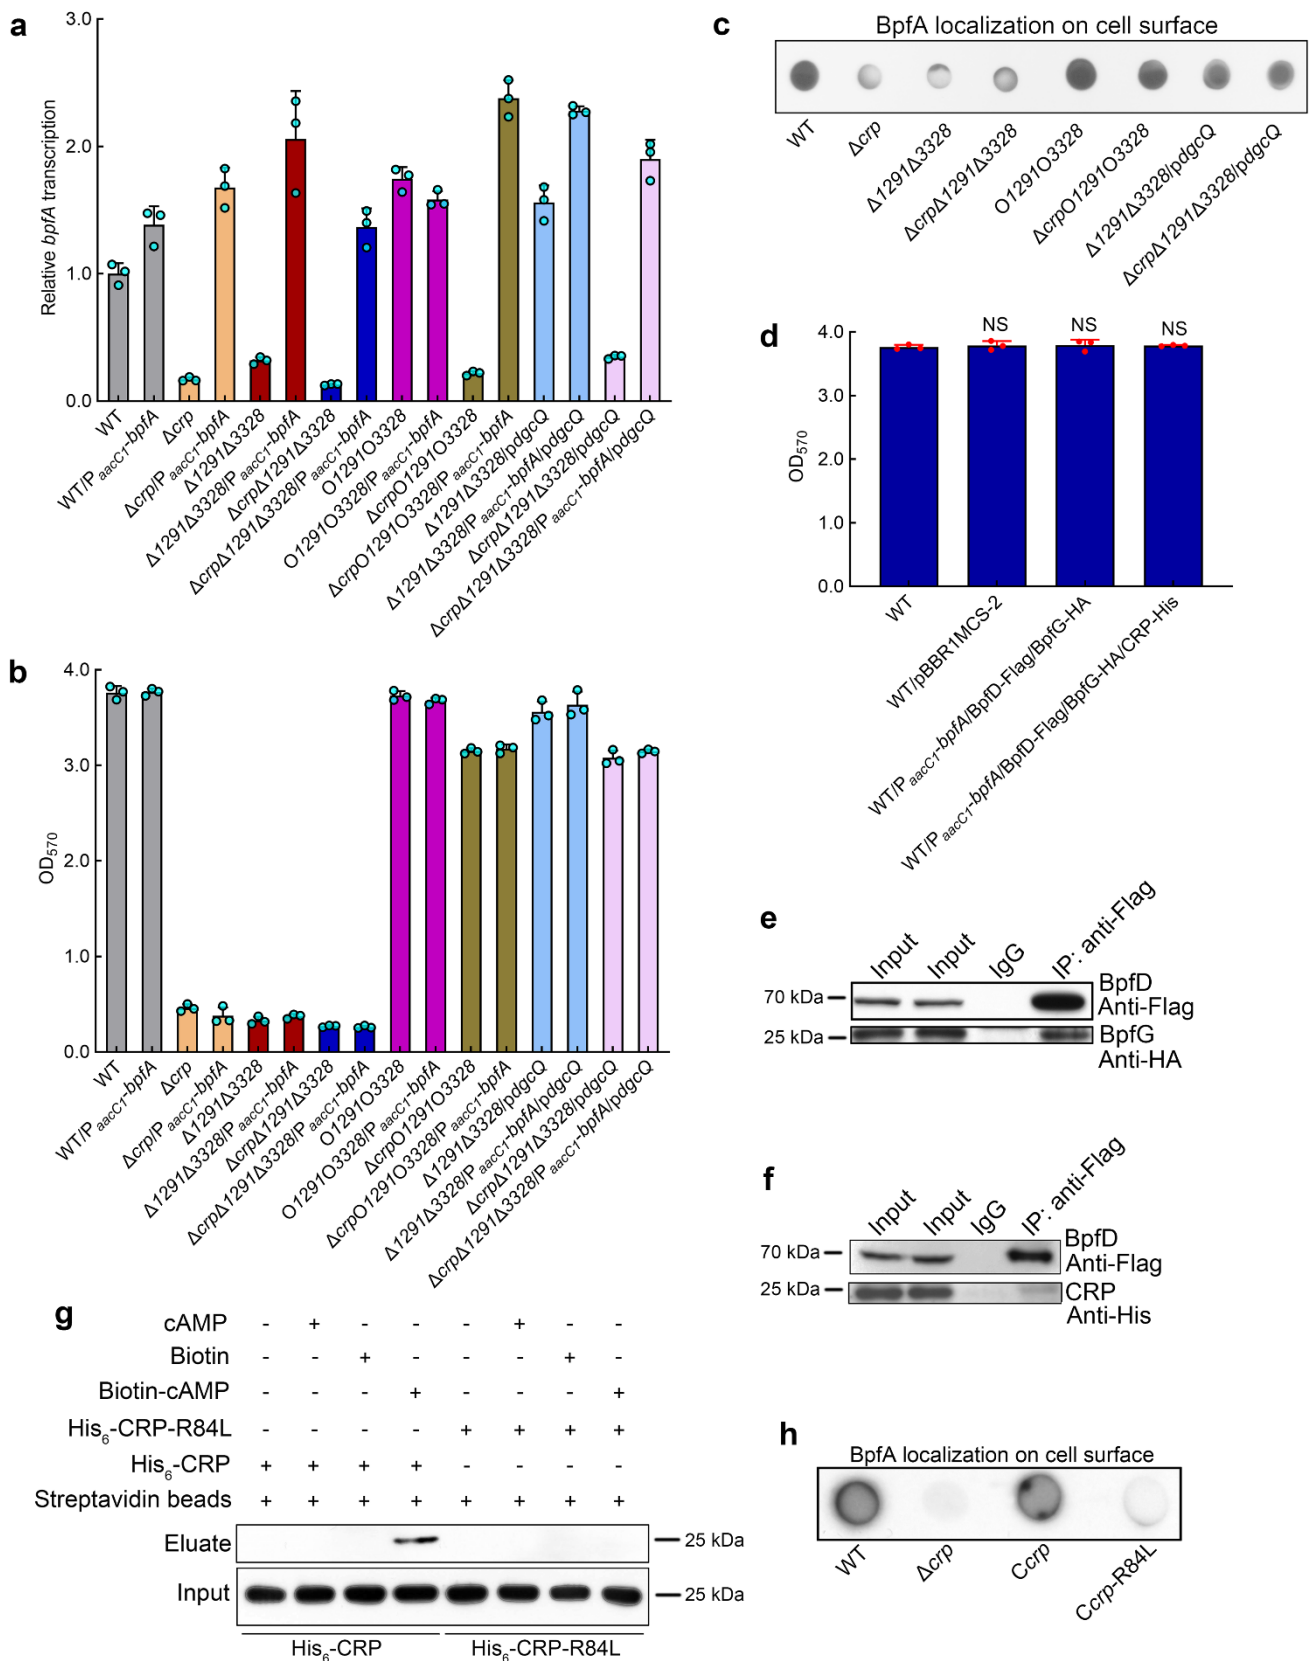 a
3.0
2.0
1.0
0.0
Relative bpfA transcription
WT
WT/P aacC1-bpfA
Δcrp
Δcrp/P aacC1-bpfA
Δ1291Δ3328
Δ1291Δ3328/P aacC1-bpfA
ΔcrpΔ1291Δ3328
ΔcrpΔ1291Δ3328/P aacC1-bpfA
O1291O3328
O1291O3328/P aacC1-bpfA
ΔcrpO1291O3328
ΔcrpO1291O3328/P aacC1-bpfA
Δ1291Δ3328/pdgcQ
Δ1291Δ3328/P aacC1-bpfA/pdgcQ
ΔcrpΔ1291Δ3328/pdgcQ
ΔcrpΔ1291Δ3328/P aacC1-bpfA/pdgcQ
b
4.0
3.0
2.0
1.0
0.0
OD570
WT
WT/P aacC1-bpfA
Δcrp
Δcrp/P aacC1-bpfA
Δ1291Δ3328
Δ1291Δ3328/P aacC1-bpfA
ΔcrpΔ1291Δ3328
ΔcrpΔ1291Δ3328/P aacC1-bpfA
O1291O3328
O1291O3328/P aacC1-bpfA
ΔcrpO1291O3328
ΔcrpO1291O3328/P aacC1-bpfA
Δ1291Δ3328/pdgcQ
Δ1291Δ3328/P aacC1-bpfA/pdgcQ
ΔcrpΔ1291Δ3328/pdgcQ
ΔcrpΔ1291Δ3328/P aacC1-bpfA/pdgcQ
c
BpfA localization on cell surface
WT
Δcrp
Δ1291Δ3328
ΔcrpΔ1291Δ3328
O1291O3328
ΔcrpO1291O3328
Δ1291Δ3328/pdgcQ
ΔcrpΔ1291Δ3328/pdgcQ
d
4.0
3.0
2.0
1.0
0.0
OD570
NS NS NS
WT
WT/pBBR1MCS-2
WT/P aacC1-bpfA/BpfD-Flag/BpfG-HA
WT/P aacC1-bpfA/BpfD-Flag/BpfG-HA/CRP-His
e
Input Input IgG IP: anti-Flag
70 kDa
BpfD
Anti-Flag
25 kDa
BpfG
Anti-HA
f
Input Input IgG IP: anti-Flag
70 kDa
BpfD
Anti-Flag
25 kDa
CRP
Anti-His
g
cAMP - + - - - + - -
Biotin - - + - - - + -
Biotin-cAMP - - - + - - - +
His6-CRP-R84L - - - - + + + +
His6-CRP + + + + - - - -
Streptavidin beads + + + + + + + +
Eluate 25 kDa
Input 25 kDa
His6-CRP His6-CRP-R84L
h
BpfA localization on cell surface
WT
Δcrp
Ccrp
Ccrp-R84L